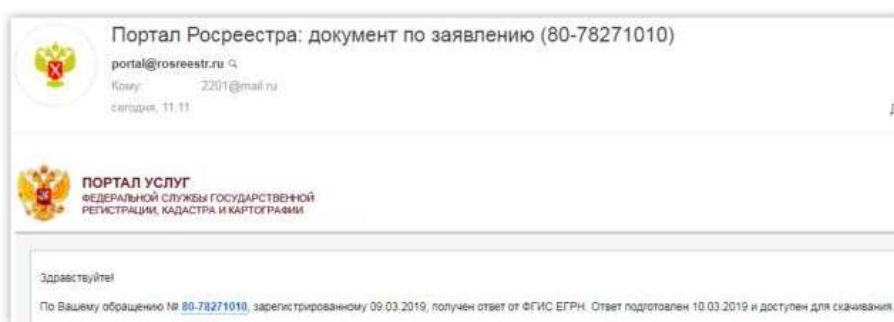 Портал Росреестра: документ по заявлению (80-78271010)
portal@rosreestr.ru
Кому: 2201@mail.ru
сегодня, 11:11
ПОРТАЛ УСЛУГ
ФЕДЕРАЛЬНОЙ СЛУЖБЫ ГОСУДАРСТВЕННОЙ
РЕГИСТРАЦИИ, КАДАСТРА И КАРТОГРАФИИ
Здравствуйте!
По Вашему обращению № 80-78271010, зарегистрированному 09.03.2019, получен ответ от ФГИС ЕГРН. Ответ подготовлен 10.03.2019 и доступен для скачивания